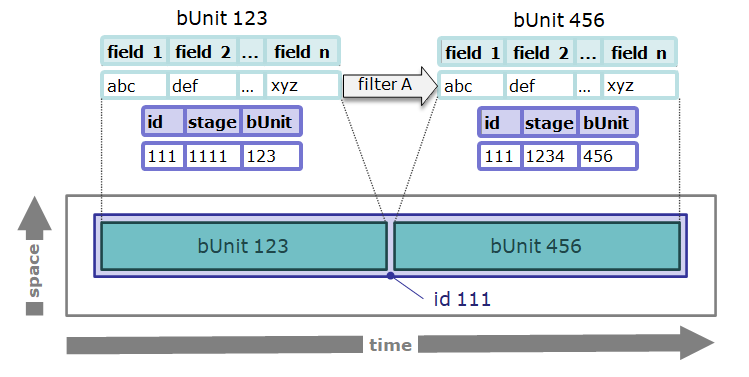 bUnit 123 bUnit 456
field 1 field 2 ... field n field 1 field 2 ... field n
abc def ... xyz filter A abc def ... xyz
id stage bUnit id stage bUnit
111 1111 123 111 1234 456
bUnit 123 bUnit 456
space
id 111
time